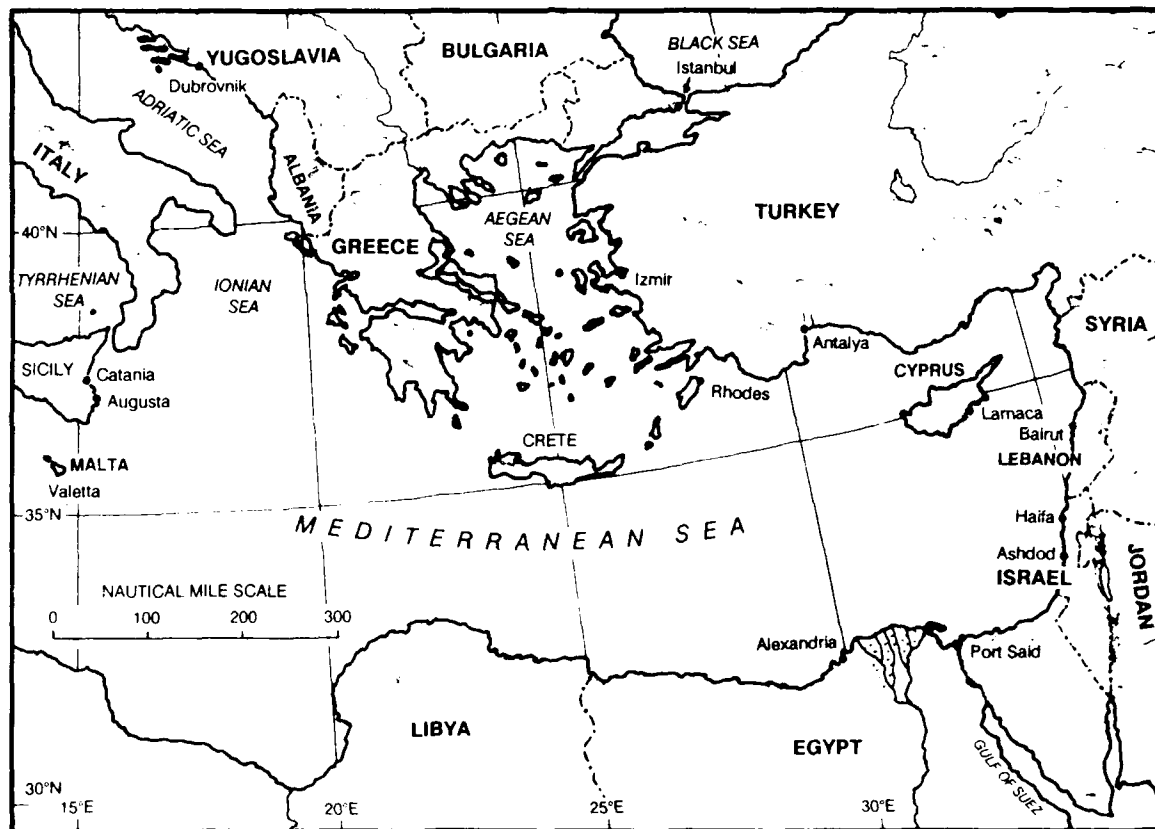 YUGOSLAVIA
BULGARIA
BLACK SEA
Istanbul
Dubrovnik
ADRIATIC SEA
ITALY
ALBANIA
40°N
GREECE
AEGEAN
SEA
TURKEY
TYRRHENIAN
SEA
IONIAN
SEA
Izmir
SYRIA
SICILY
Catania
Augusta
Antalya
CYPRUS
Rhodes
Larnaca
CRETE
Bairut
LEBANON
MALTA
Valetta
35°N
MEDITERRANEAN SEA
Haifa
Ashdod
ISRAEL
JORDAN
NAUTICAL MILE SCALE
0 100 200 300
Alexandria
Port Said
LIBYA
EGYPT
GULF OF SUEZ
30°N
15°E 20°E 25°E 30°E